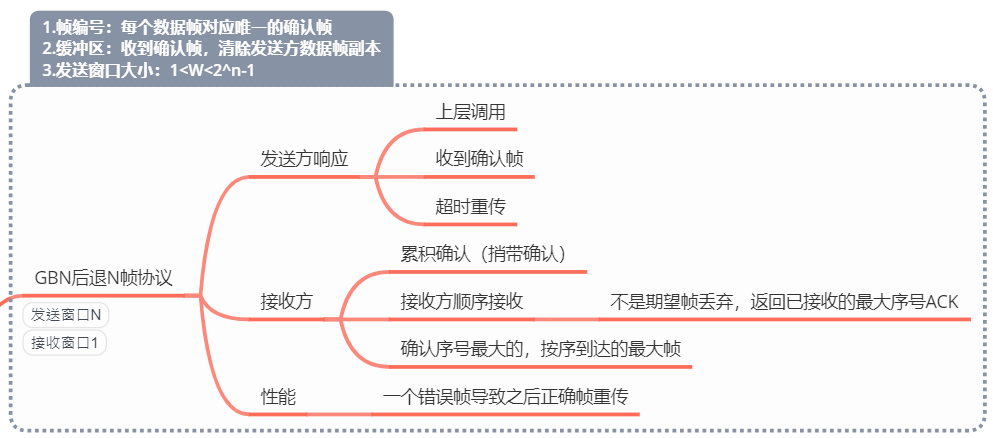 1.帧编号：每个数据帧对应唯一的确认帧
2.缓冲区：收到确认帧，清除发送方数据帧副本
3.发送窗口大小：1<W<2^n-1
上层调用
发送方响应
收到确认帧
超时重传
GBN后退N帧协议
发送窗口N
接收窗口1
累积确认（捎带确认）
接收方
接收方顺序接收
不是期望帧丢弃，返回已接收的最大序号ACK
确认序号最大的，按序到达的最大帧
性能
一个错误帧导致之后正确帧重传